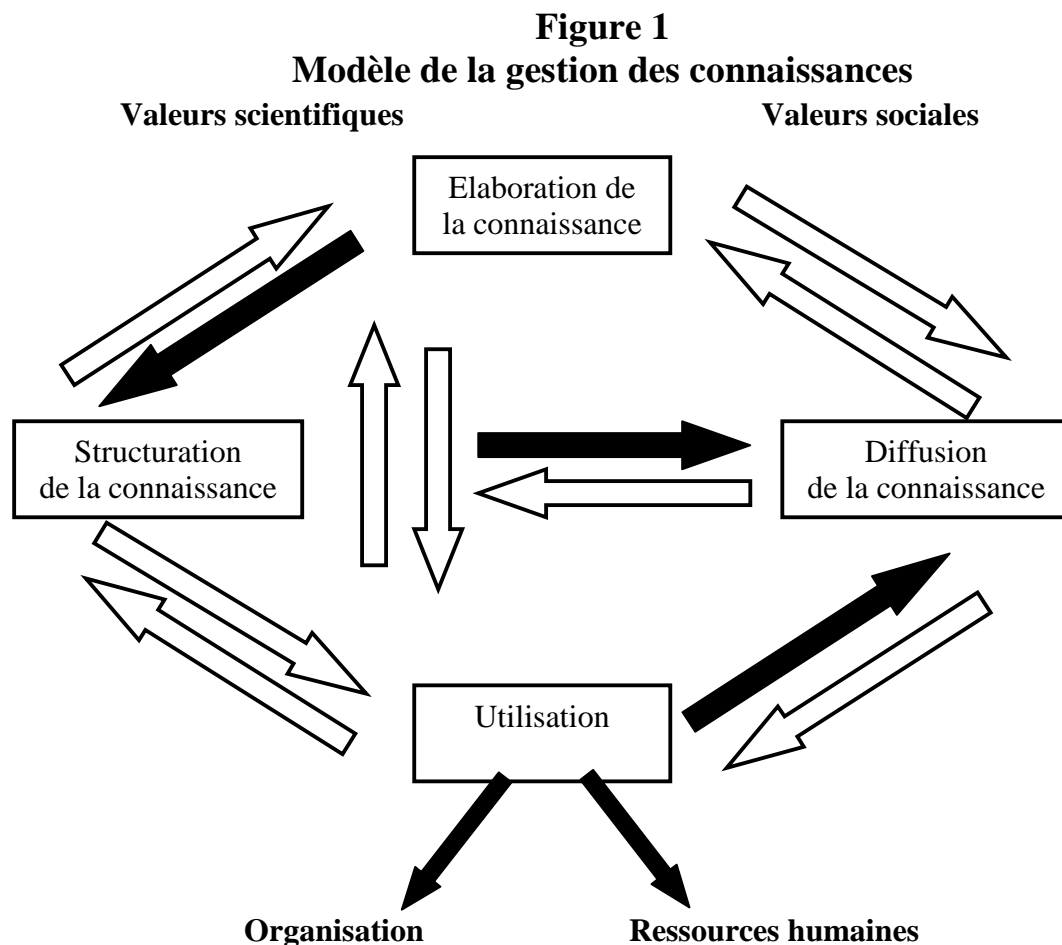 Figure 1
Modèle de la gestion des connaissances
Valeurs scientifiques
Valeurs sociales
Elaboration de
la connaissance
Structuration
de la connaissance
Diffusion
de la connaissance
Utilisation
Organisation
Ressources humaines